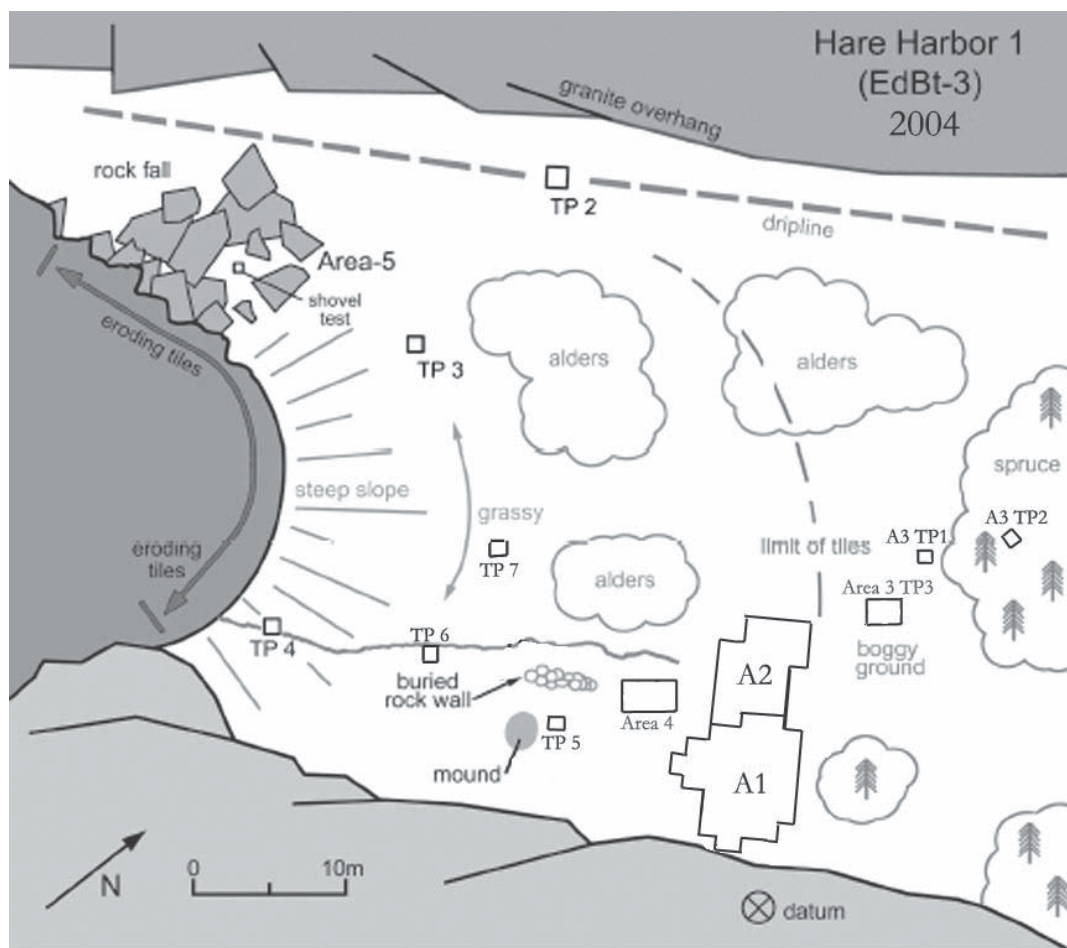 Hare Harbor 1
(EdBt-3)
2004
granite overhang
rock fall
TP 2
dripline
Area-5
shovel
test
eroding tiles
TP 3
alders
alders
spruce
steep slope
grassy
A3 TP2
A3 TP1
limit of tiles
eroding
tiles
TP 7
alders
Area 3 TP3
TP 4
TP 6
boggy
ground
buried
rock wall
A2
Area 4
TP 5
mound
A1
0
10m
N
datum